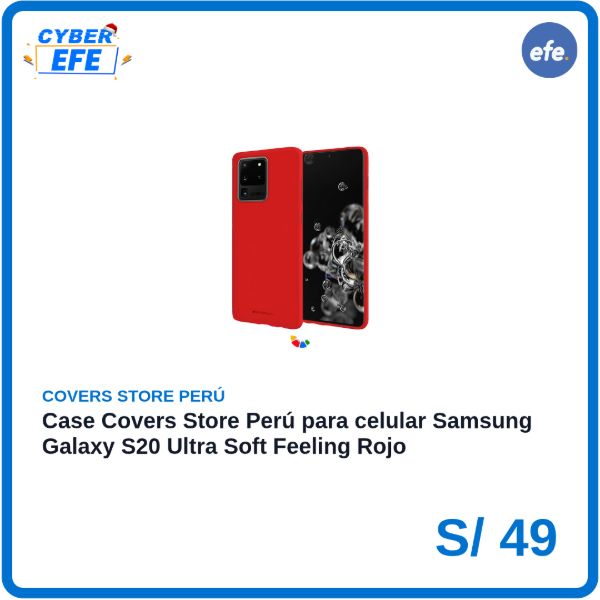 CYBER
EFE
efe.
COVERS STORE PERÚ
Case Covers Store Perú para celular Samsung
Galaxy S20 Ultra Soft Feeling Rojo
S/ 49